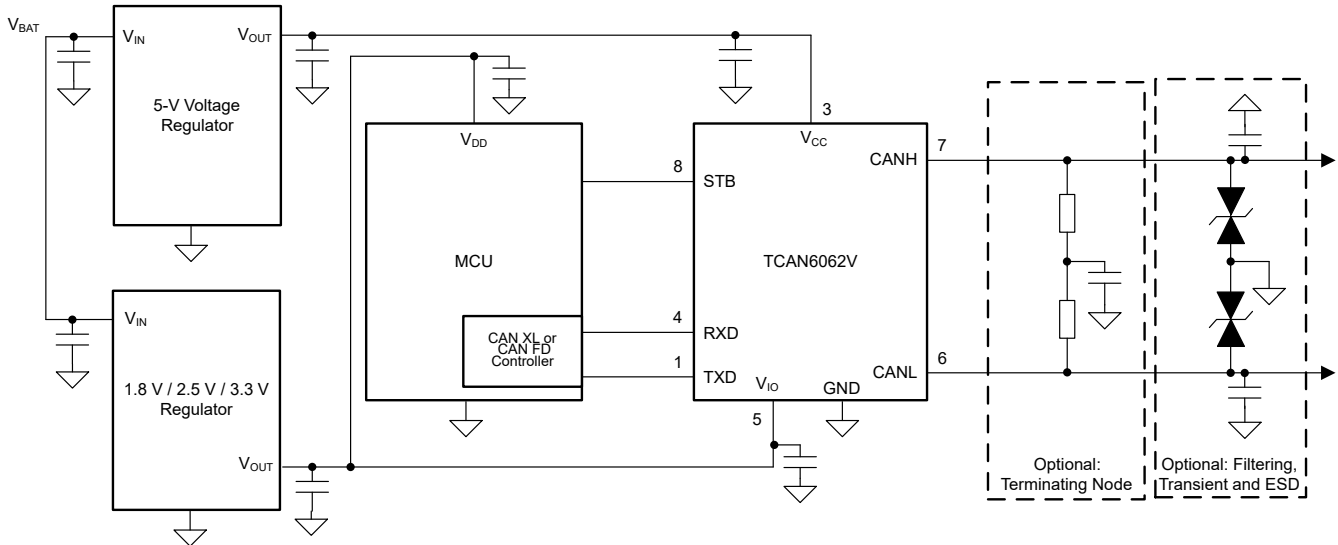 VBAT
VIN
VOUT
5-V Voltage
Regulator
VIN
1.8 V / 2.5 V / 3.3 V
Regulator
VOUT
VDD
MCU
CAN XL or
CAN FD
Controller
8
4
1
3
VCC
STB
TCAN6062V
RXD
TXD
VIO
5
GND
CANH
7
CANL
6
Optional:
Terminating Node
Optional: Filtering,
Transient and ESD